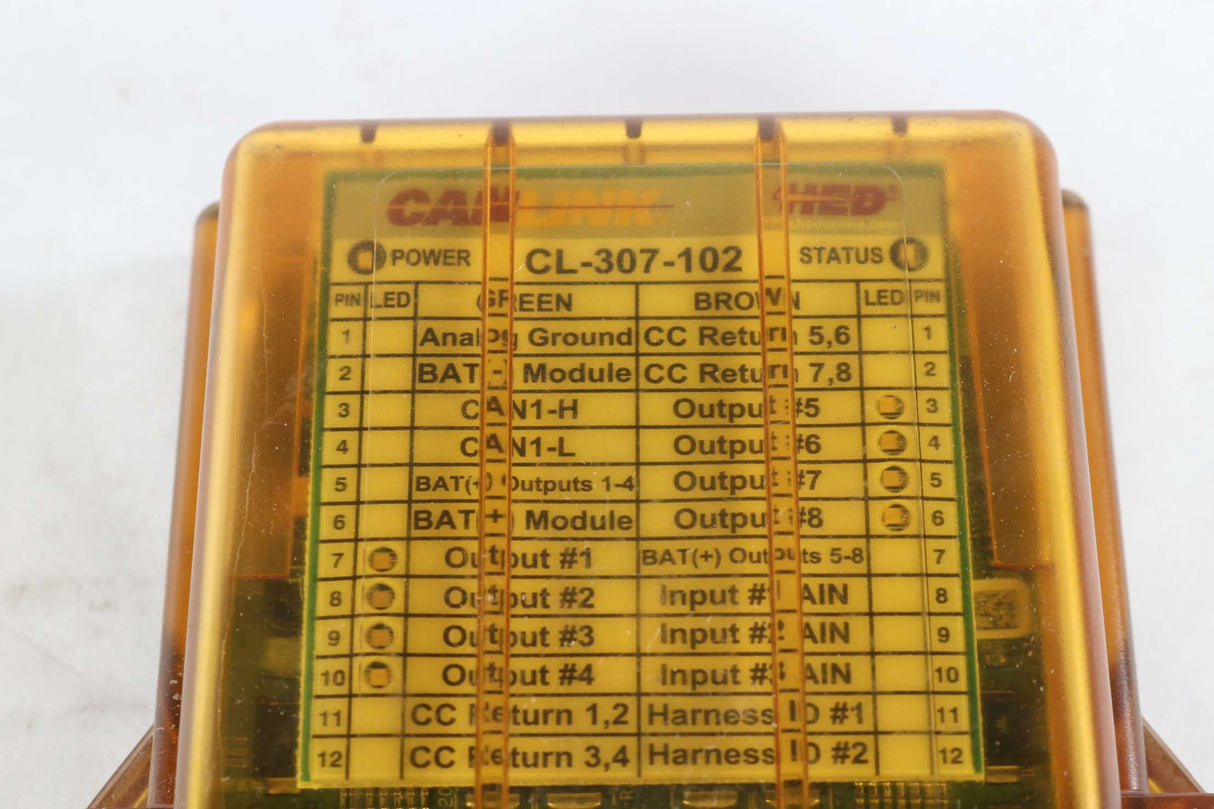 CANLINK HED
www.hedonline.com
POWER CL-307-102 STATUS
PIN LED GREEN BROWN LED PIN
1 Analog Ground CC Return 5,6 1
2 BAT(-) Module CC Return 7,8 2
3 CAN1-H Output #5 3
4 CAN1-L Output #6 4
5 BAT(+) Outputs 1-4 Output #7 5
6 BAT(+) Module Output #8 6
7 Output #1 BAT(+) Outputs 5-8 7
8 Output #2 Input #1 AIN 8
9 Output #3 Input #2 AIN 9
10 Output #4 Input #3 AIN 10
11 CC Return 1,2 Harness ID #1 11
12 CC Return 3,4 Harness ID #2 12